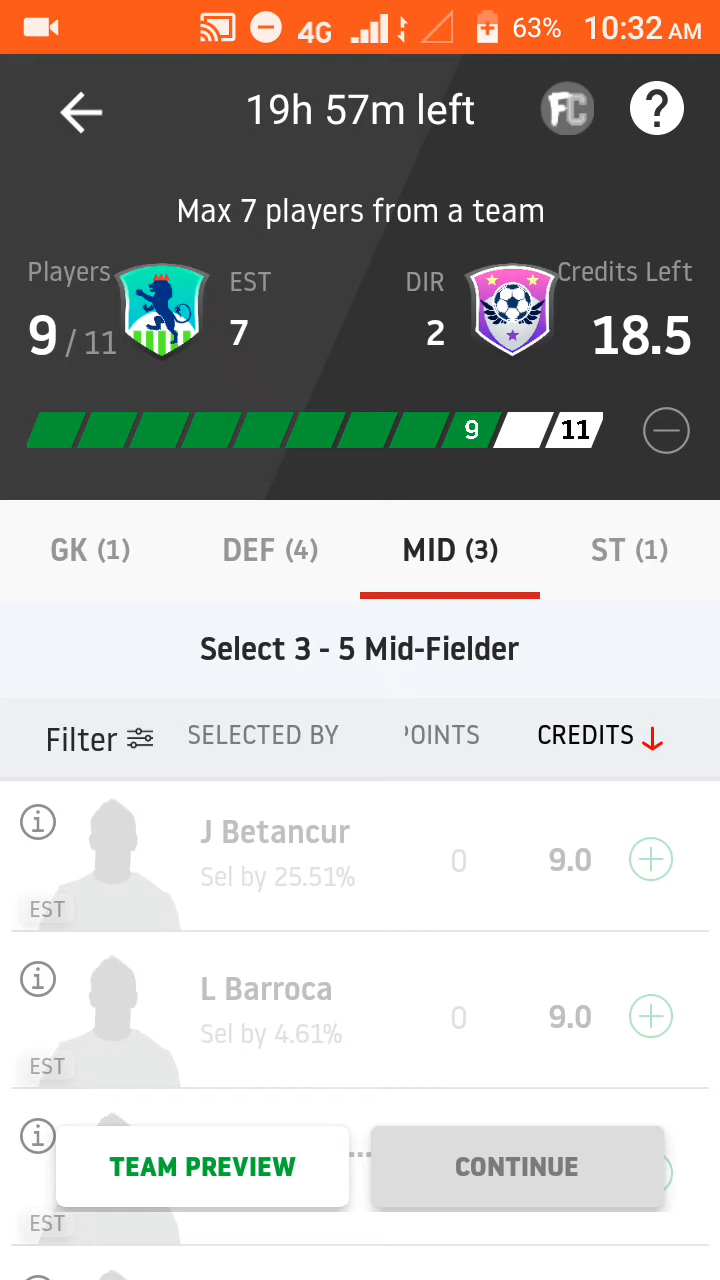 4G 63% 10:32 AM
19h 57m left FC ?
Max 7 players from a team
Players EST DIR Credits Left
9 / 11 7 2 18.5
9 11
GK (1) DEF (4) MID (3) ST (1)
Select 3 - 5 Mid-Fielder
Filter SELECTED BY POINTS CREDITS
J Betancur
Sel by 25.51% 0 9.0
EST
L Barroca
Sel by 4.61% 0 9.0
EST
...
TEAM PREVIEW CONTINUE
EST